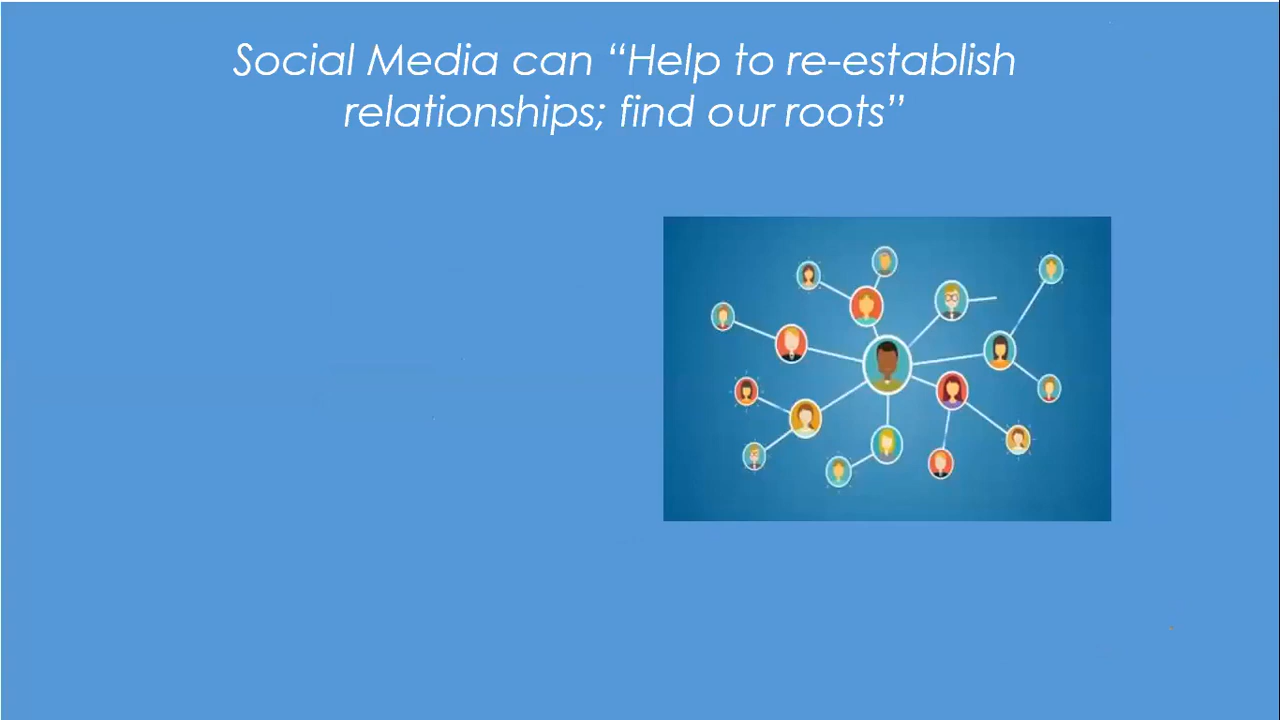 Social Media can “Help to re-establish
relationships; find our roots”